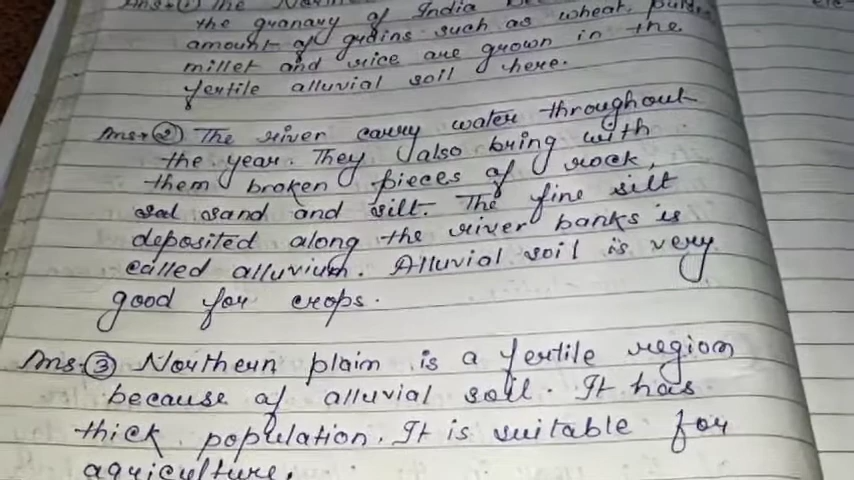 Ans→(1) The
the granary of India
amount of grains such as wheat,
millet and rice are grown in the
fertile alluvial soil here.
Ans→(2) The river carry water throughout
the year. They also bring with
them broken pieces of rock,
sand and silt. The fine silt
deposited along the river banks is
called alluvium. Alluvial soil is very
good for crops.
Ans-(3) Northern plain is a fertile region
because of alluvial soil. It has
thick population. It is suitable for
agriculture.